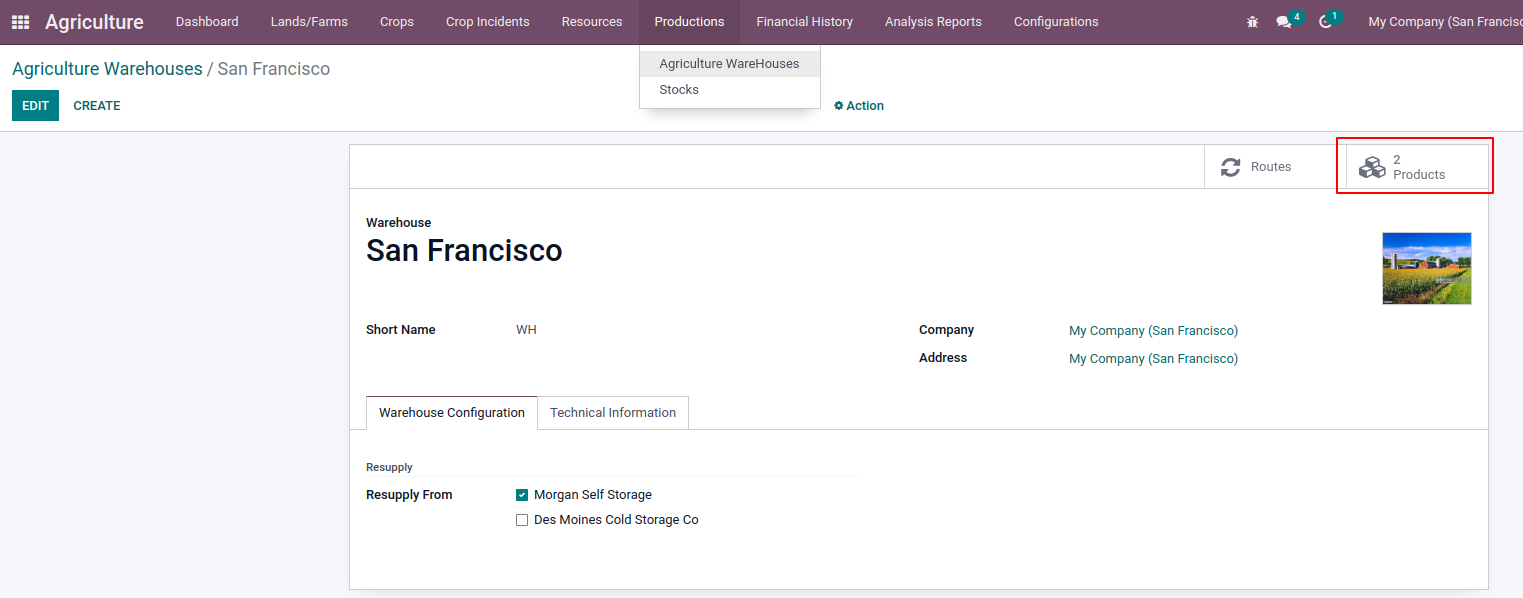 Agriculture Dashboard Lands/Farms Crops Crop Incidents Resources Productions Financial History Analysis Reports Configurations 4 1 My Company (San Francisc
Agriculture WareHouses
Stocks
Agriculture Warehouses / San Francisco
EDIT CREATE Action
Routes
2
Products
Warehouse
San Francisco
Short Name WH
Company My Company (San Francisco)
Address My Company (San Francisco)
Warehouse Configuration Technical Information
Resupply
Resupply From Morgan Self Storage
Des Moines Cold Storage Co